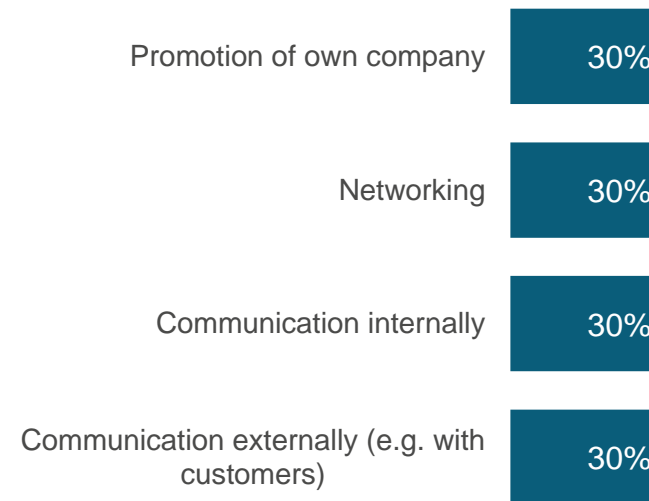 Promotion of own company 30%
Networking 30%
Communication internally 30%
Communication externally (e.g. with
customers) 30%